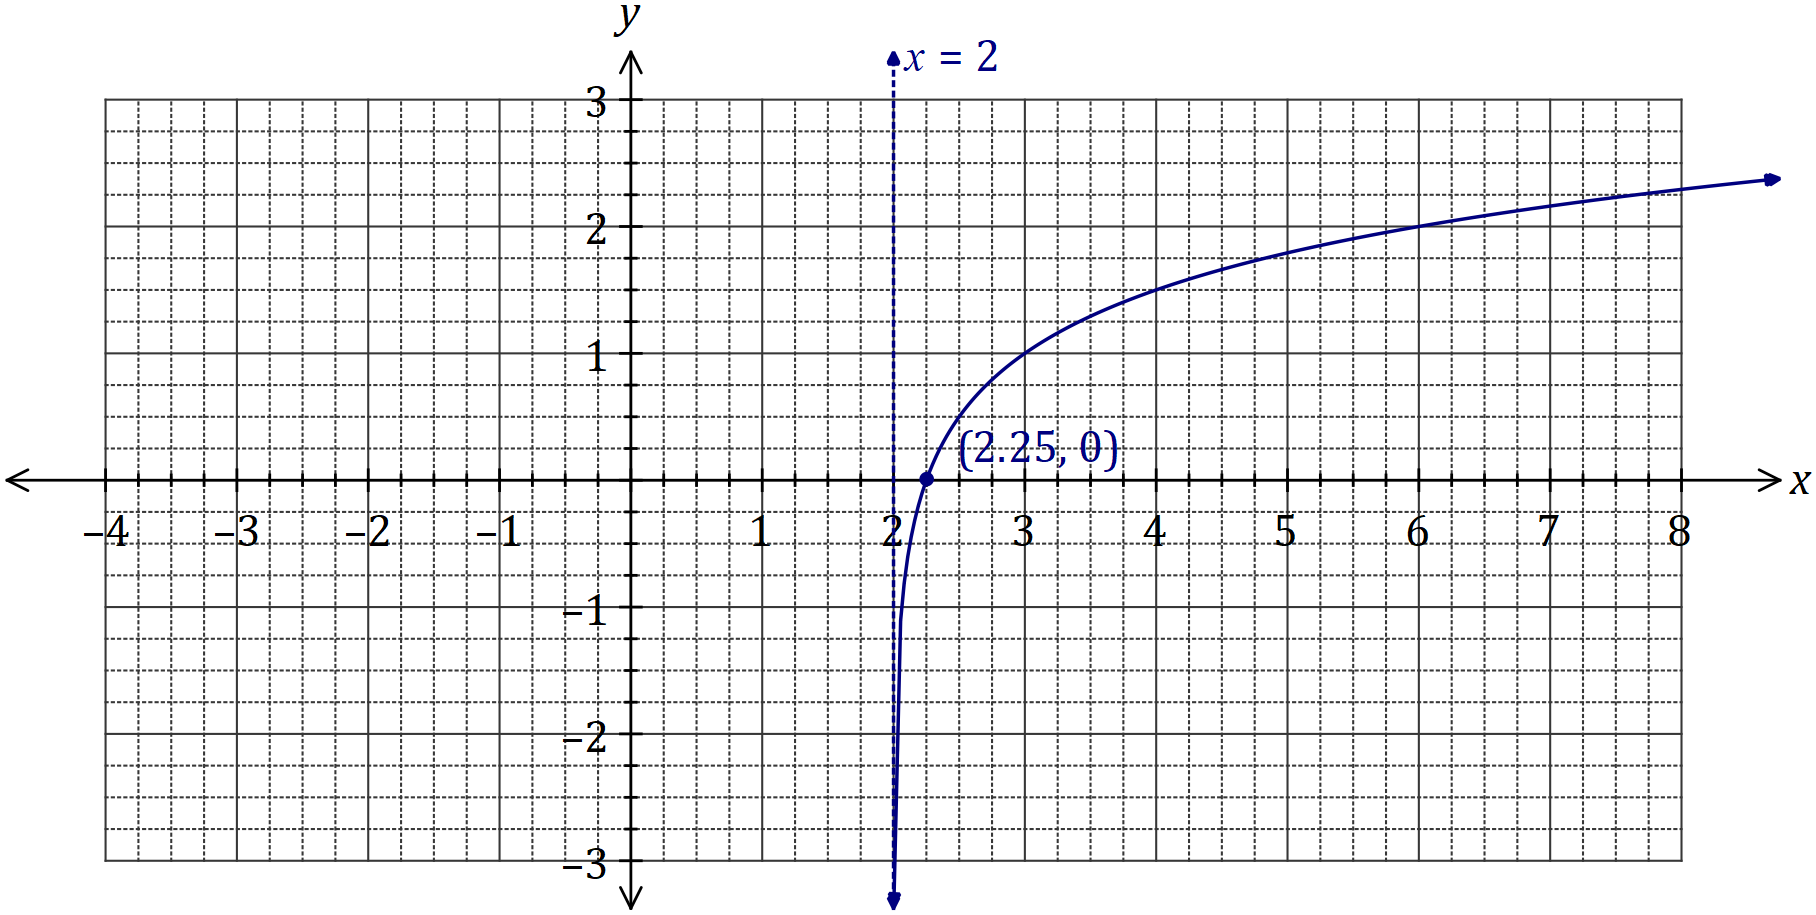 y
x = 2
3
2
1
(2.25, 0)
x
–4 –3 –2 –1 1 2 3 4 5 6 7 8
–1
–2
–3